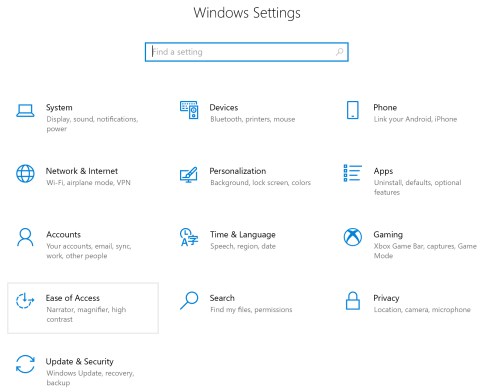 Windows Settings
Find a setting
System
Display, sound, notifications,
power
Devices
Bluetooth, printers, mouse
Phone
Link your Android, iPhone
Network & Internet
Wi-Fi, airplane mode, VPN
Personalization
Background, lock screen, colors
Apps
Uninstall, defaults, optional
features
Accounts
Your accounts, email, sync,
work, other people
Time & Language
Speech, region, date
Gaming
Xbox Game Bar, captures, Game
Mode
Ease of Access
Narrator, magnifier, high
contrast
Search
Find my files, permissions
Privacy
Location, camera, microphone
Update & Security
Windows Update, recovery,
backup